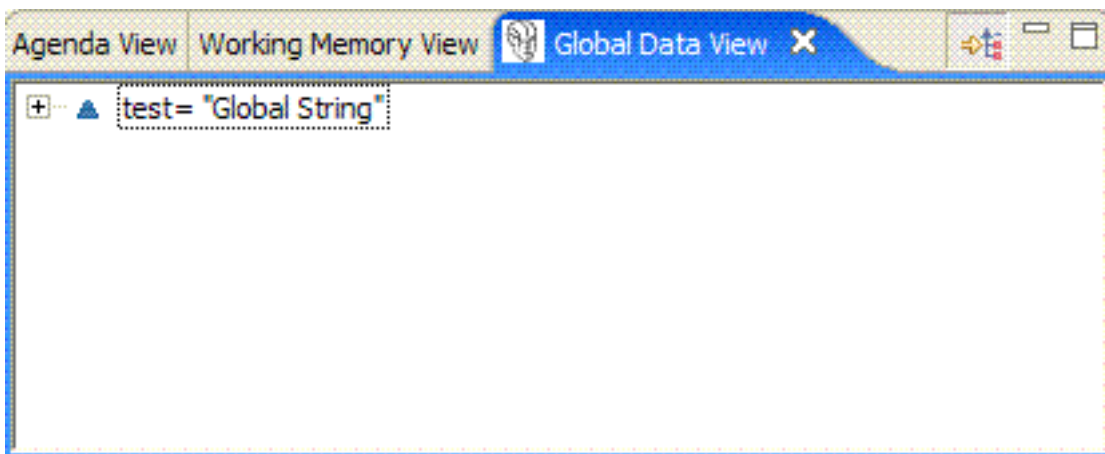 Agenda View Working Memory View Global Data View
test= "Global String"